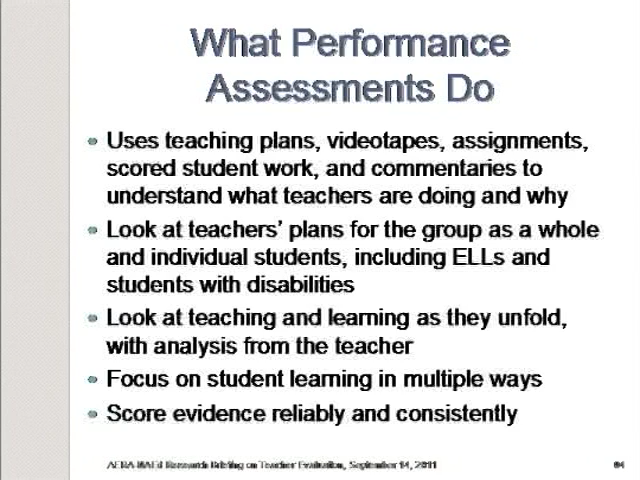 What Performance
Assessments Do
Uses teaching plans, videotapes, assignments,
scored student work, and commentaries to
understand what teachers are doing and why
Look at teachers' plans for the group as a whole
and individual students, including ELLs and
students with disabilities
Look at teaching and learning as they unfold,
with analysis from the teacher
Focus on student learning in multiple ways
Score evidence reliably and consistently
Research Briefing on Teacher Evaluation, September 14, 2011